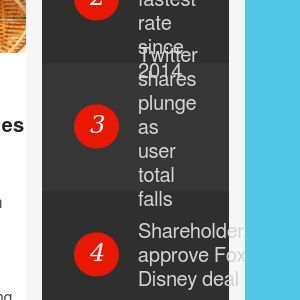 2
fastest
rate
since
2014
3
Twitter
shares
plunge
as
user
total
falls
4
Shareholder
approve Fox
Disney deal
es
ng